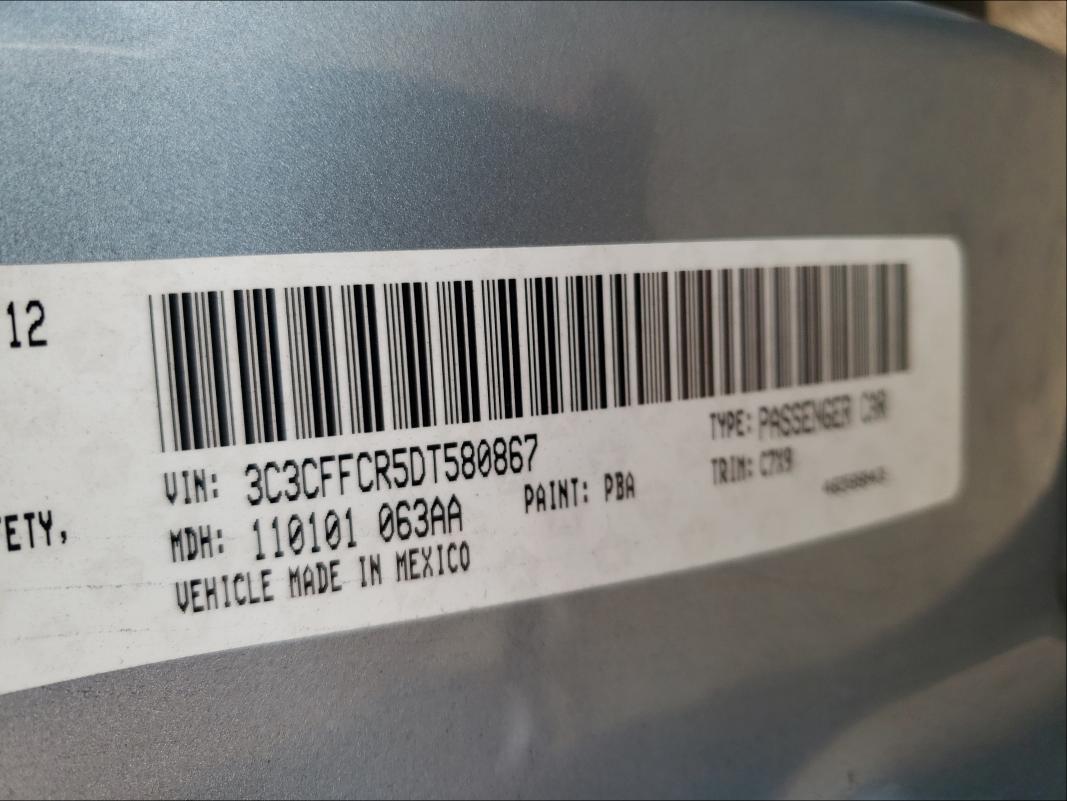 12
VIN: 3C3CFFCR5DT580867
TYPE: PASSENGER CAR
MDH: 110101 063AA
PAINT: PBA
TRIM: C7X9
ETY,
VEHICLE MADE IN MEXICO